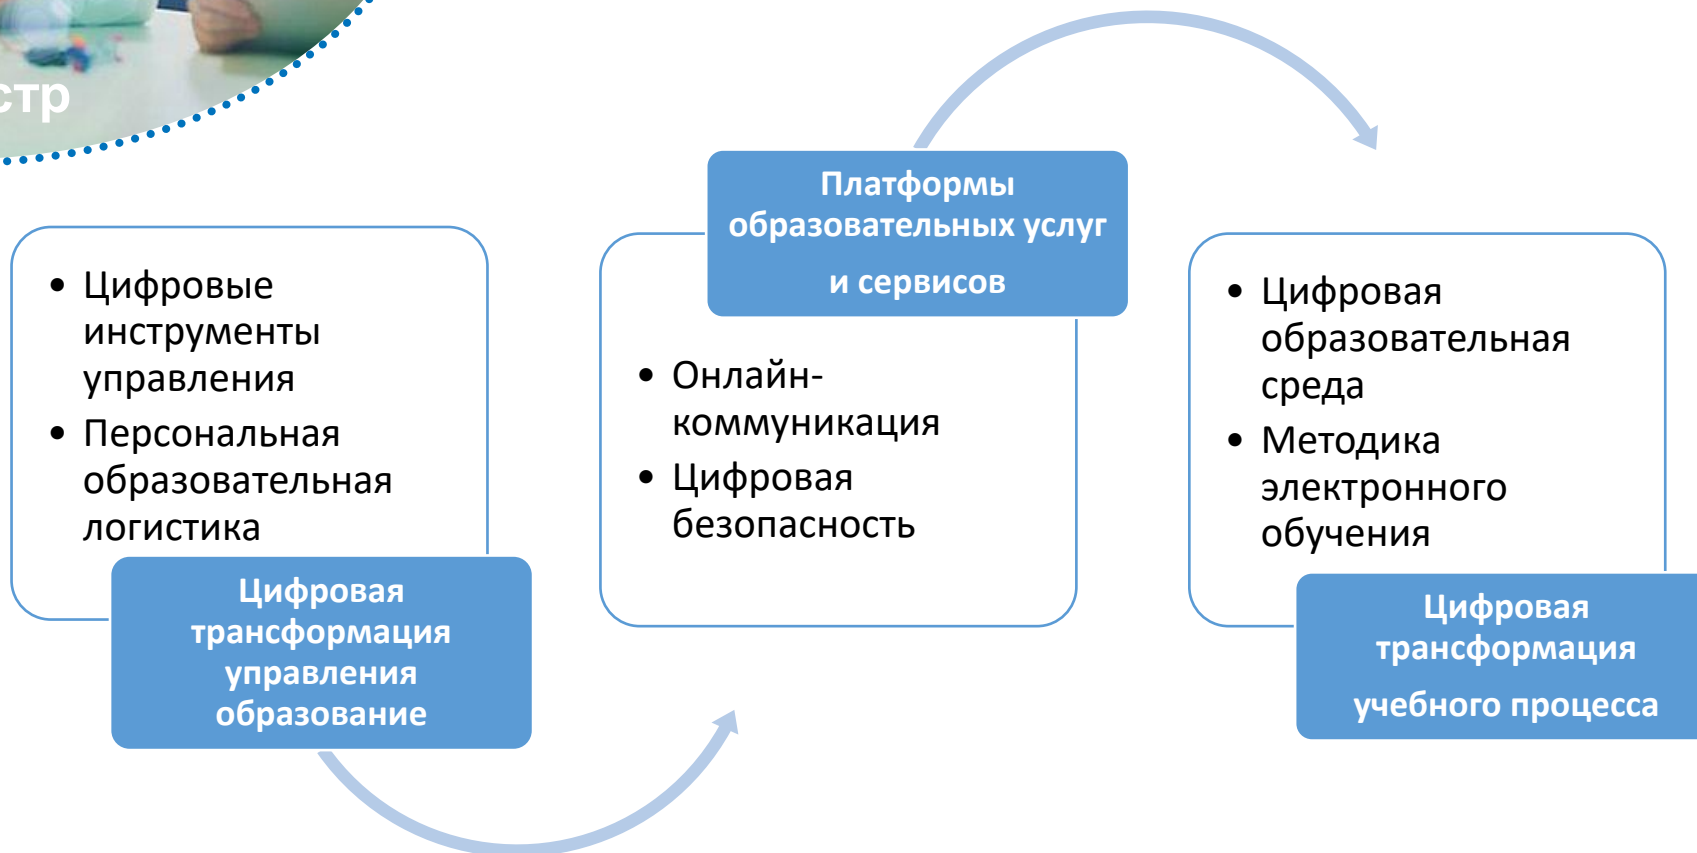 стр
• Цифровые
инструменты
управления
• Персональная
образовательная
логистика
Цифровая
трансформация
управления
образование
Платформы
образовательных услуг
и сервисов
• Онлайн-
коммуникация
• Цифровая
безопасность
• Цифровая
образовательная
среда
• Методика
электронного
обучения
Цифровая
трансформация
учебного процесса